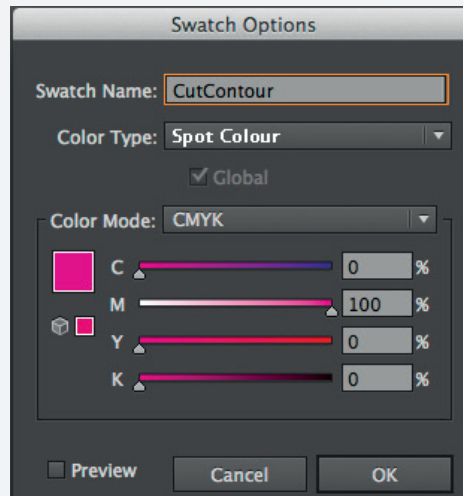 Swatch Options
Swatch Name: CutContour
Color Type: Spot Colour
Global
Color Mode: CMYK
C 0 %
M 100 %
Y 0 %
K 0 %
Preview Cancel OK